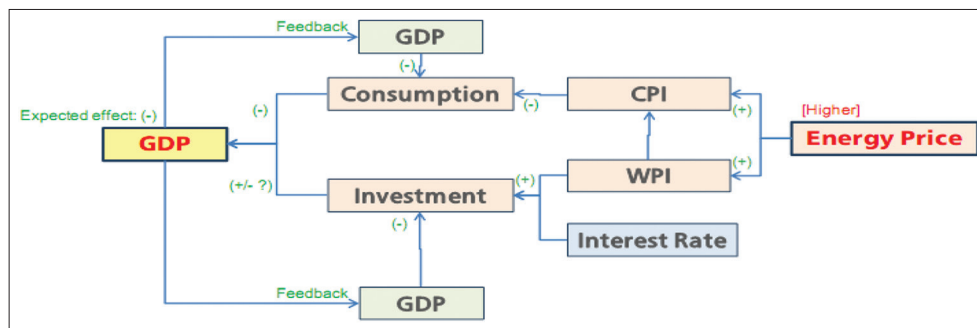 Feedback
GDP
(-)
Consumption
(-)
CPI
(+)
[Higher]
Energy Price
(-)
Expected effect: (-)
GDP
(+)
WPI
(+/- ?)
(+)
Investment
(-)
Interest Rate
Feedback
GDP